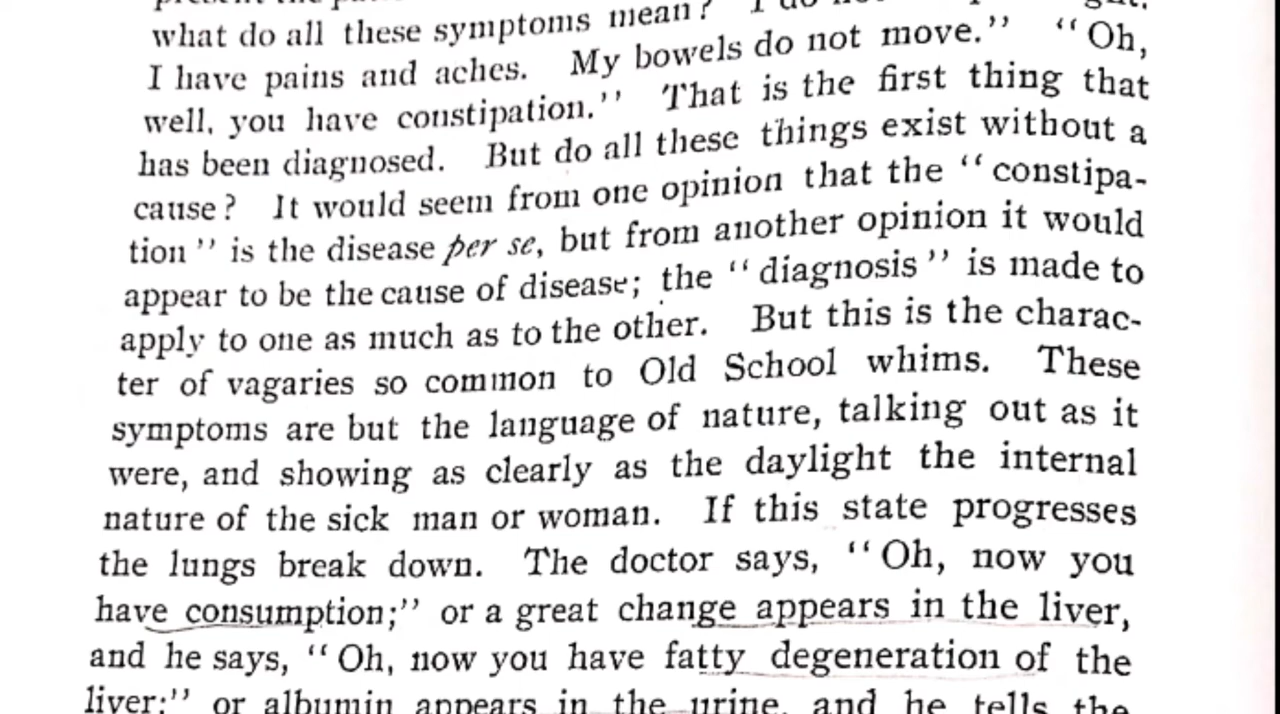 what do all these symptoms mean? I do
I have pains and aches. My bowels do not move.” “Oh,
well, you have constipation.” That is the first thing that
has been diagnosed. But do all these things exist without a
cause? It would seem from one opinion that the “constipa-
tion” is the disease per se, but from another opinion it would
appear to be the cause of disease; the “diagnosis” is made to
apply to one as much as to the other. But this is the charac-
ter of vagaries so common to Old School whims. These
symptoms are but the language of nature, talking out as it
were, and showing as clearly as the daylight the internal
nature of the sick man or woman. If this state progresses
the lungs break down. The doctor says, “Oh, now you
have consumption;” or a great change appears in the liver,
and he says, “Oh, now you have fatty degeneration of the
liver;” or albumin appears in the urine, and he tells the